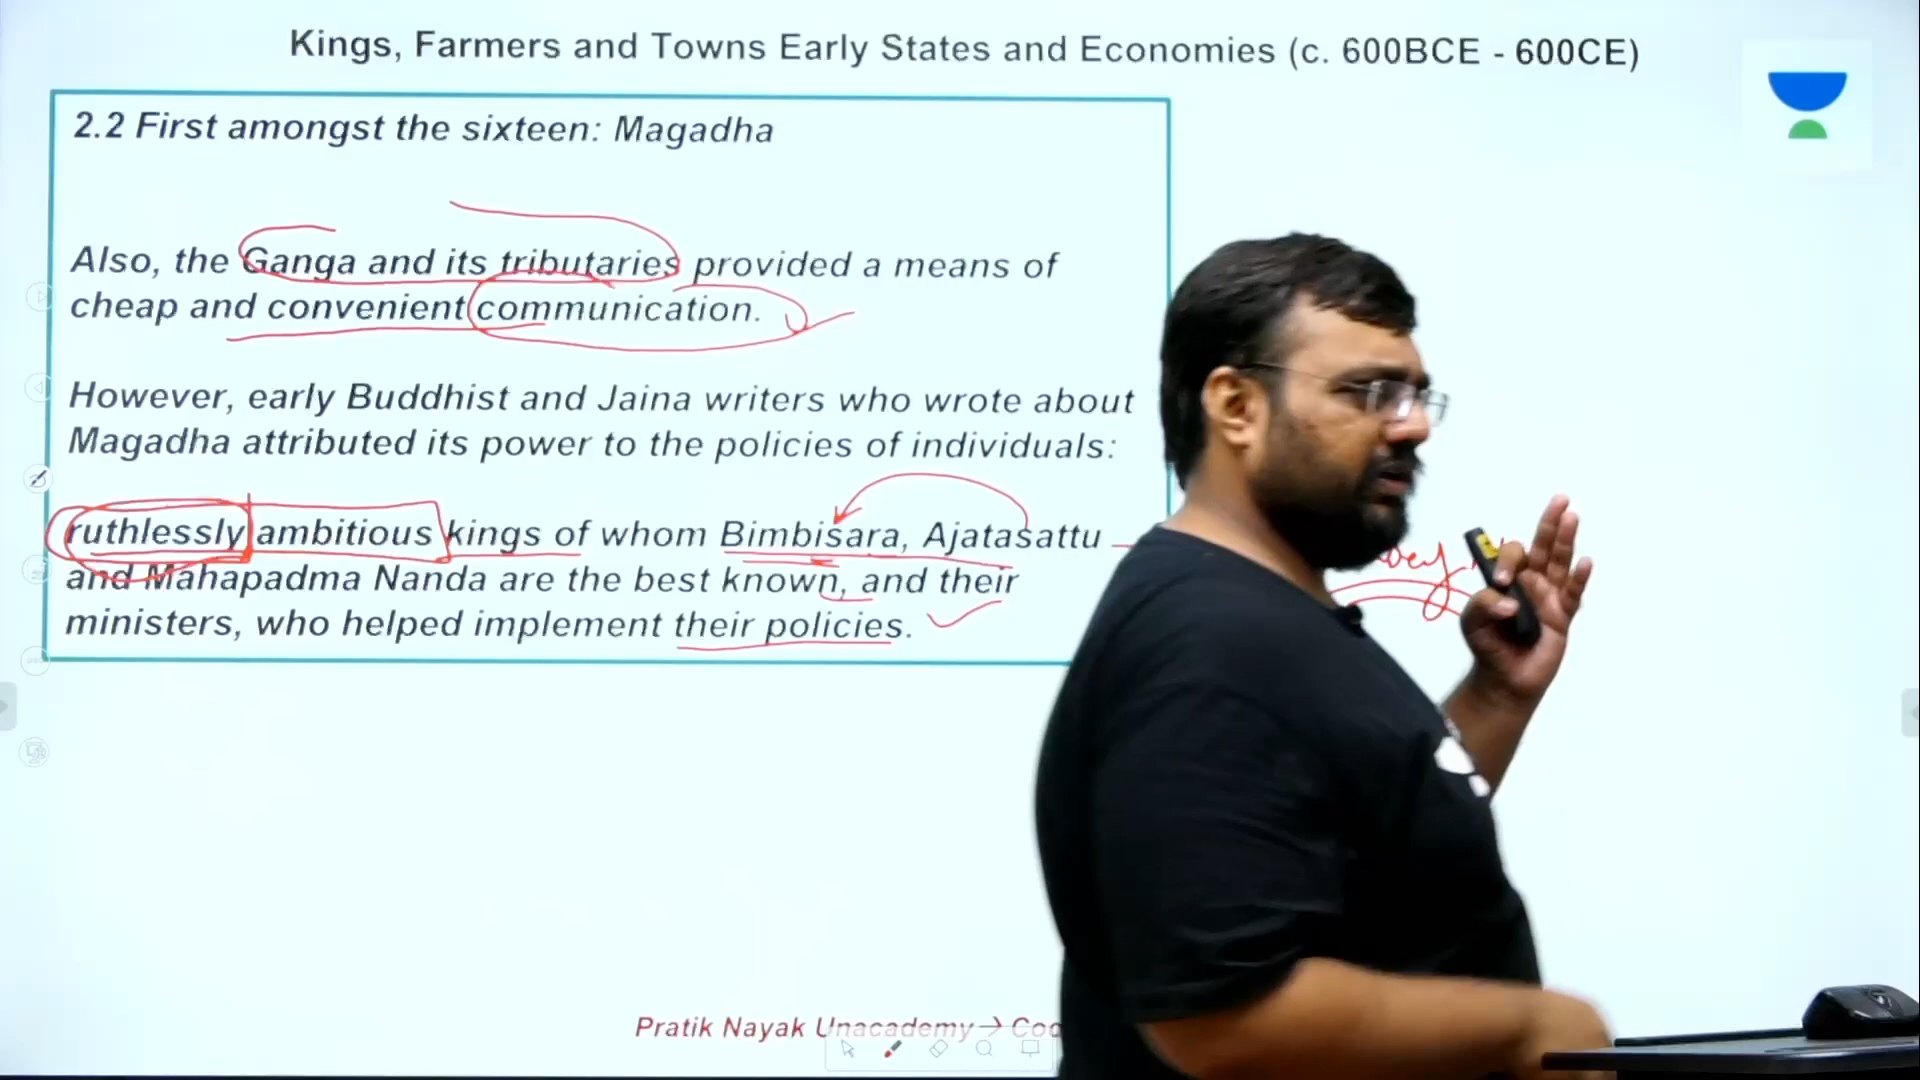 Kings, Farmers and Towns Early States and Economies (c. 600BCE - 600CE)
2.2 First amongst the sixteen: Magadha
Also, the Ganga and its tributaries provided a means of
cheap and convenient communication.
However, early Buddhist and Jaina writers who wrote about
Magadha attributed its power to the policies of individuals:
ruthlessly ambitious kings of whom Bimbisara, Ajatasattu
and Mahapadma Nanda are the best known, and their
ministers, who helped implement their policies.
Pratik Nayak Unacademy →